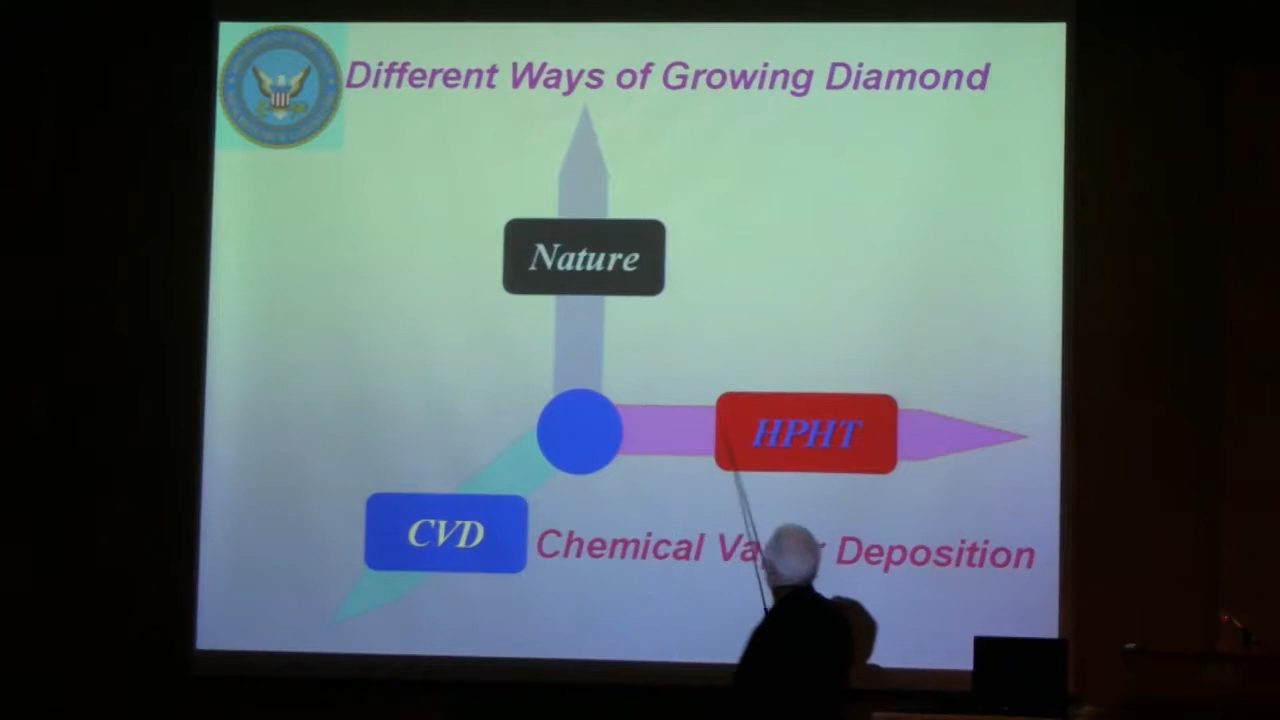 Different Ways of Growing Diamond
Nature
HPHT
CVD
Chemical Deposition